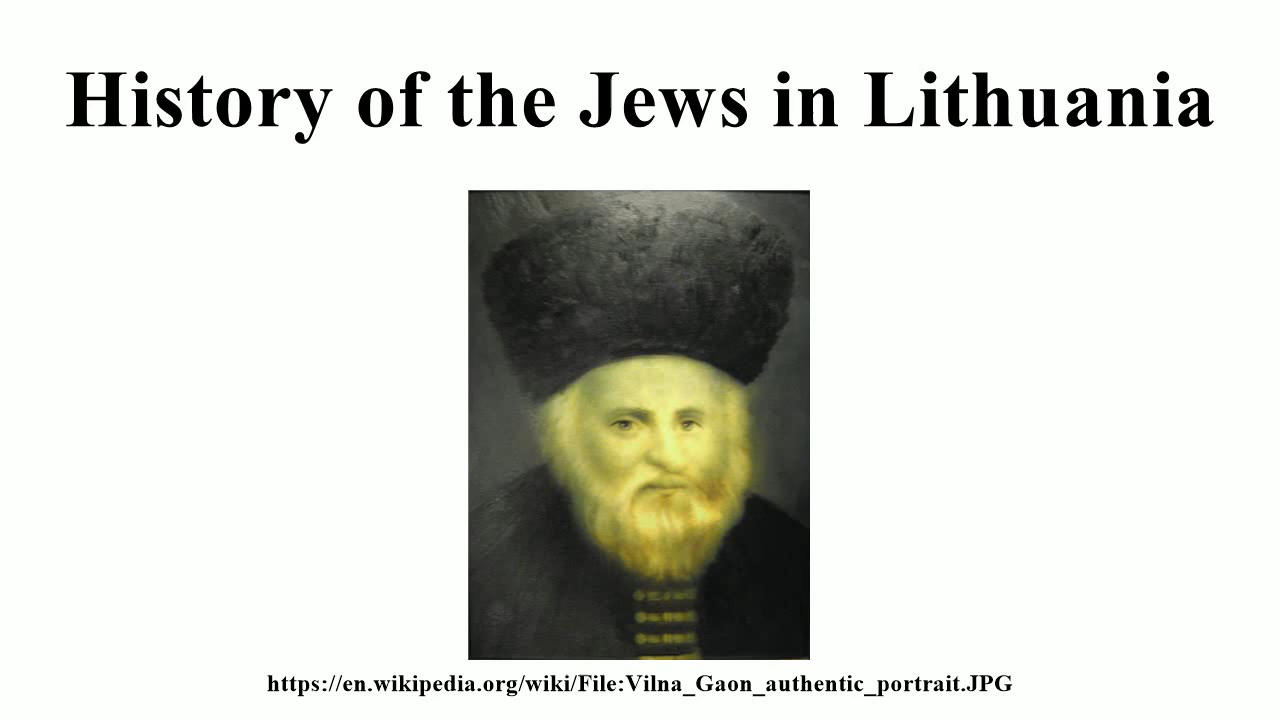 History of the Jews in Lithuania
https://en.wikipedia.org/wiki/File:Vilna_Gaon_authentic_portrait.JPG